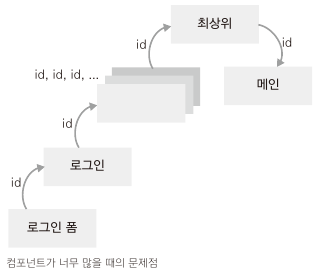 최상위
id
id
메인
id, id, id, ...
id
로그인
id
로그인 폼
컴포넌트가 너무 많을 때의 문제점